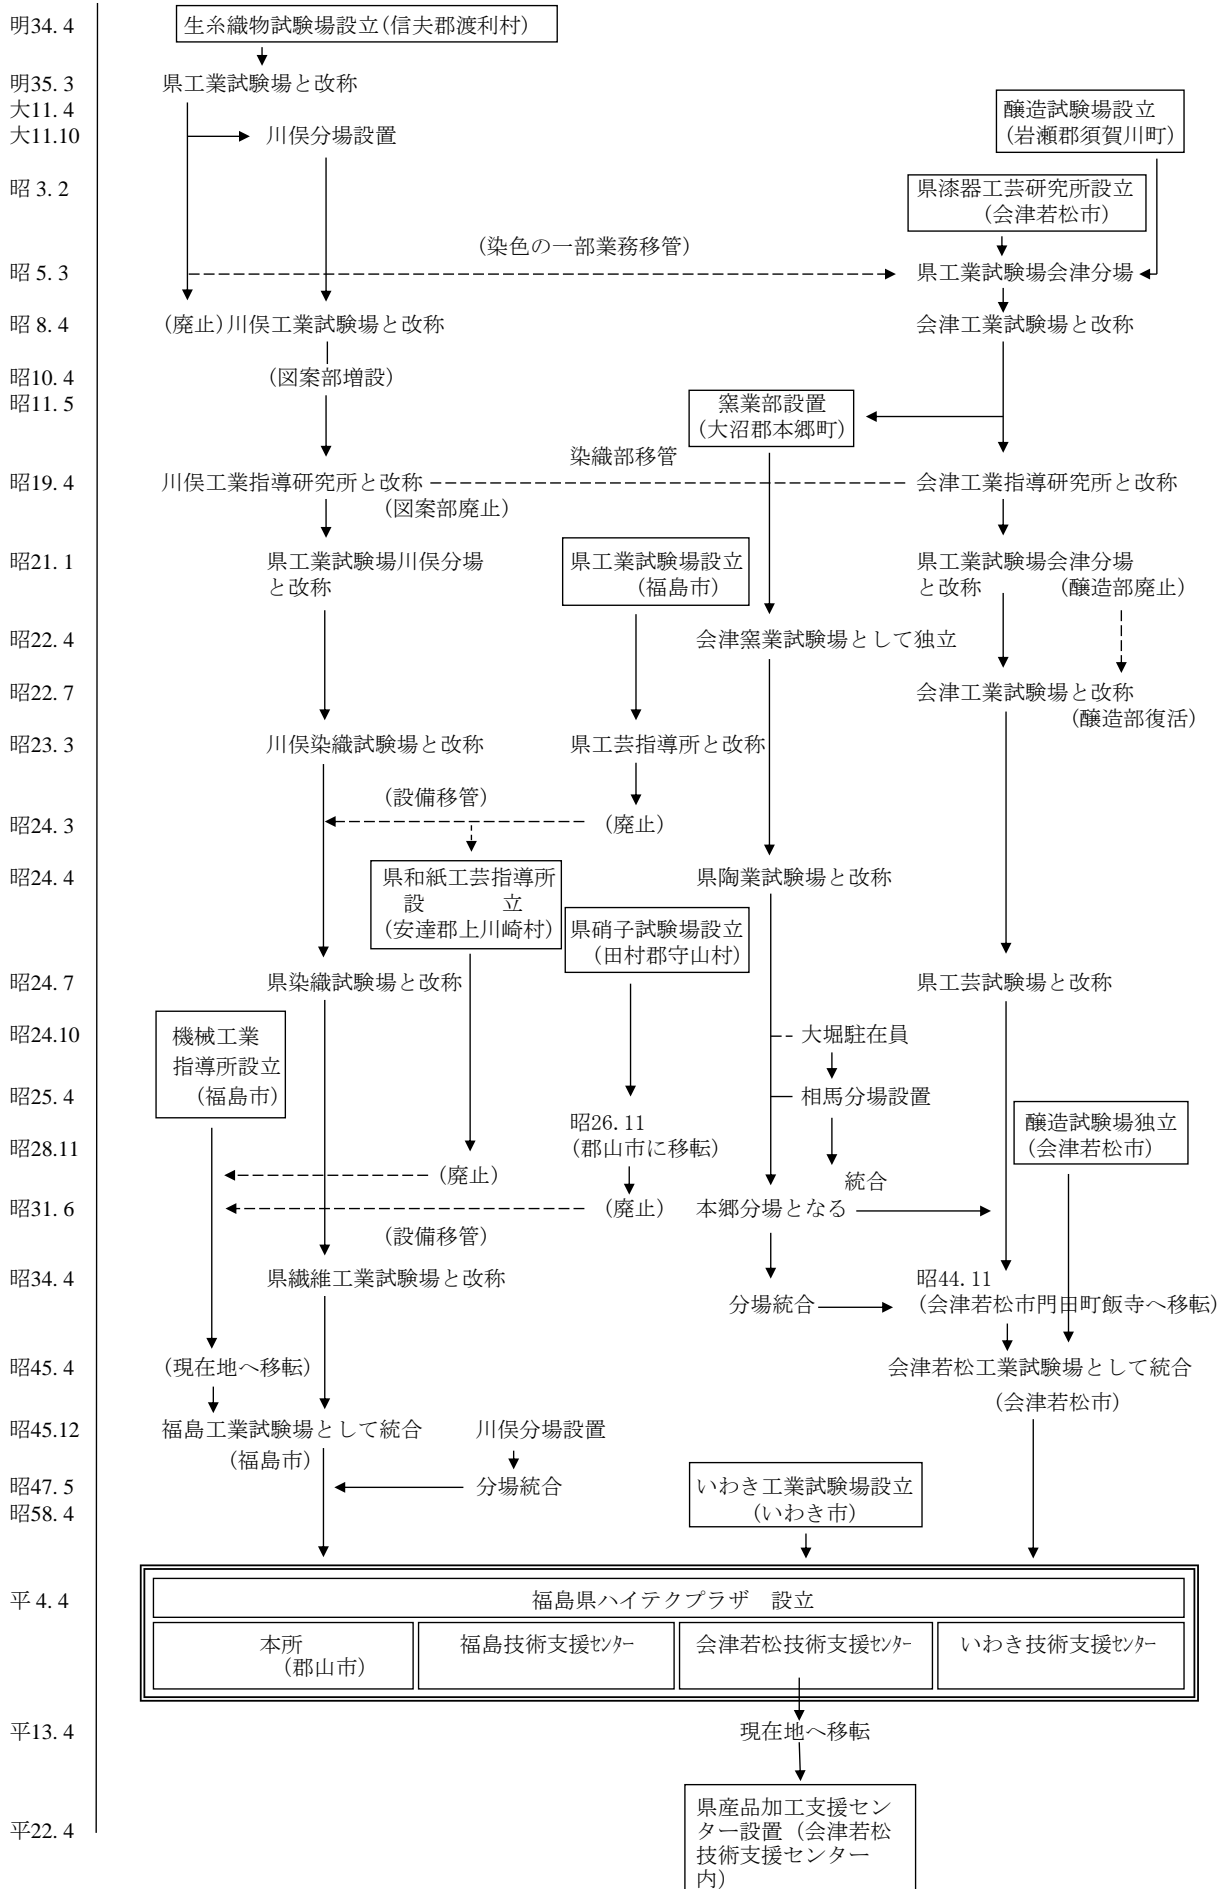 明34. 4
生糸織物試験場設立(信夫郡渡利村)
明35. 3
県工業試験場と改称
大11. 4
醸造試験場設立
(岩瀬郡須賀川町)
大11.10
川俣分場設置
昭 3. 2
県漆器工芸研究所設立
(会津若松市)
(染色の一部業務移管)
昭 5. 3
県工業試験場会津分場
昭 8. 4
(廃止)川俣工業試験場と改称
会津工業試験場と改称
昭10. 4
(図案部増設)
昭11. 5
窯業部設置
(大沼郡本郷町)
染織部移管
昭19. 4
川俣工業指導研究所と改称
(図案部廃止)
会津工業指導研究所と改称
昭21. 1
県工業試験場川俣分場
と改称
県工業試験場設立
(福島市)
県工業試験場会津分場
と改称
(醸造部廃止)
昭22. 4
会津窯業試験場として独立
昭22. 7
会津工業試験場と改称
(醸造部復活)
昭23. 3
川俣染織試験場と改称
県工芸指導所と改称
(設備移管)
昭24. 3
(廃止)
昭24. 4
県和紙工芸指導所
設 立
(安達郡上川崎村)
県陶業試験場と改称
県硝子試験場設立
(田村郡守山村)
昭24. 7
県染織試験場と改称
県工芸試験場と改称
昭24.10
機械工業
指導所設立
(福島市)
大堀駐在員
昭25. 4
相馬分場設置
昭26.11
(郡山市に移転)
醸造試験場独立
(会津若松市)
昭28.11
(廃止)
統合
昭31. 6
(廃止)
本郷分場となる
(設備移管)
昭34. 4
県繊維工業試験場と改称
昭44.11
(会津若松市門田町飯寺へ移転)
分場統合
昭45. 4
(現在地へ移転)
会津若松工業試験場として統合
(会津若松市)
昭45.12
福島工業試験場として統合
(福島市)
川俣分場設置
昭47. 5
分場統合
いわき工業試験場設立
(いわき市)
昭58. 4
平 4. 4
福島県ハイテクプラザ 設立
本所
(郡山市)
福島技術支援ｾﾝﾀｰ
会津若松技術支援ｾﾝﾀｰ
いわき技術支援ｾﾝﾀｰ
平13. 4
現在地へ移転
平22. 4
県産品加工支援セン
ター設置（会津若松
技術支援センター
内）